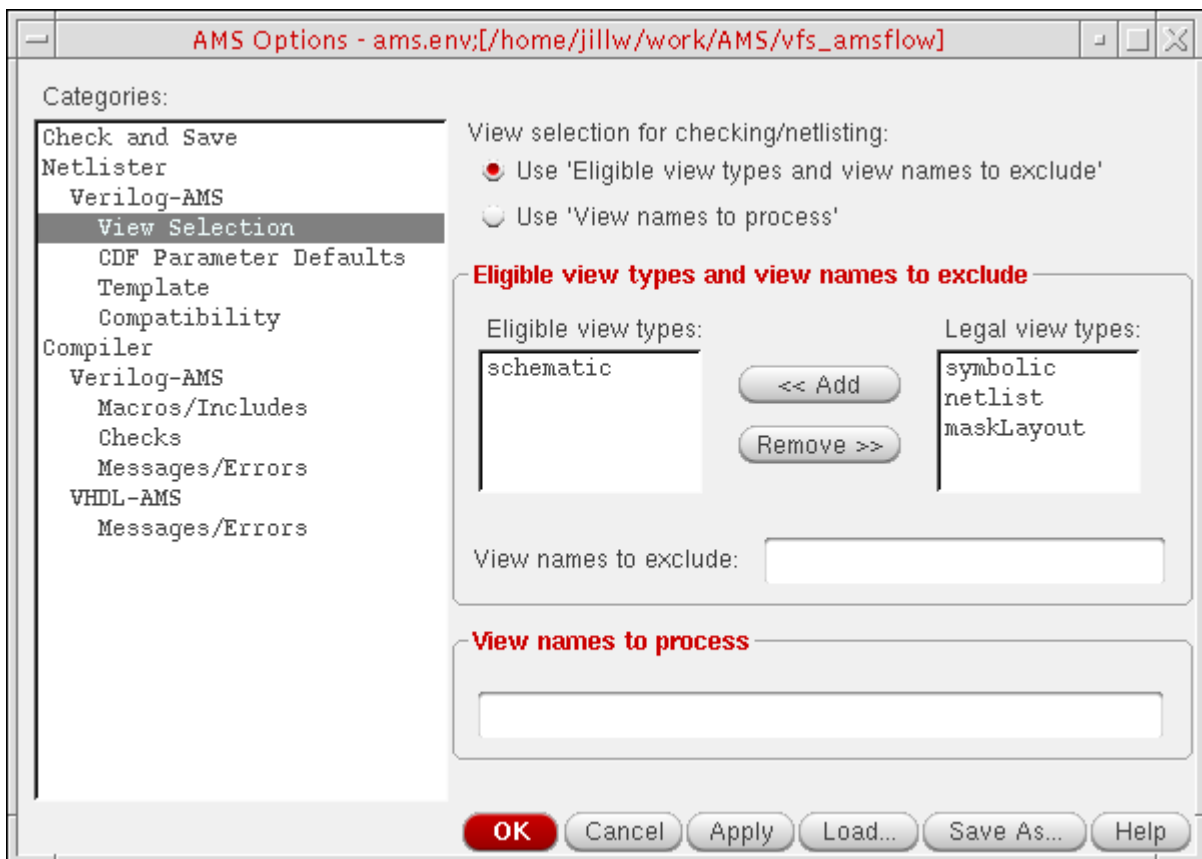 AMS Options - ams.env;[/home/jillw/work/AMS/vfs_amsflow]
Categories:
Check and Save
Netlister
Verilog-AMS
View Selection
CDF Parameter Defaults
Template
Compatibility
Compiler
Verilog-AMS
Macros/Includes
Checks
Messages/Errors
VHDL-AMS
Messages/Errors
View selection for checking/netlisting:
Use 'Eligible view types and view names to exclude'
Use 'View names to process'
Eligible view types and view names to exclude
Eligible view types:
schematic
<< Add
Remove >>
Legal view types:
symbolic
netlist
maskLayout
View names to exclude:
View names to process
OK Cancel Apply Load... Save As... Help